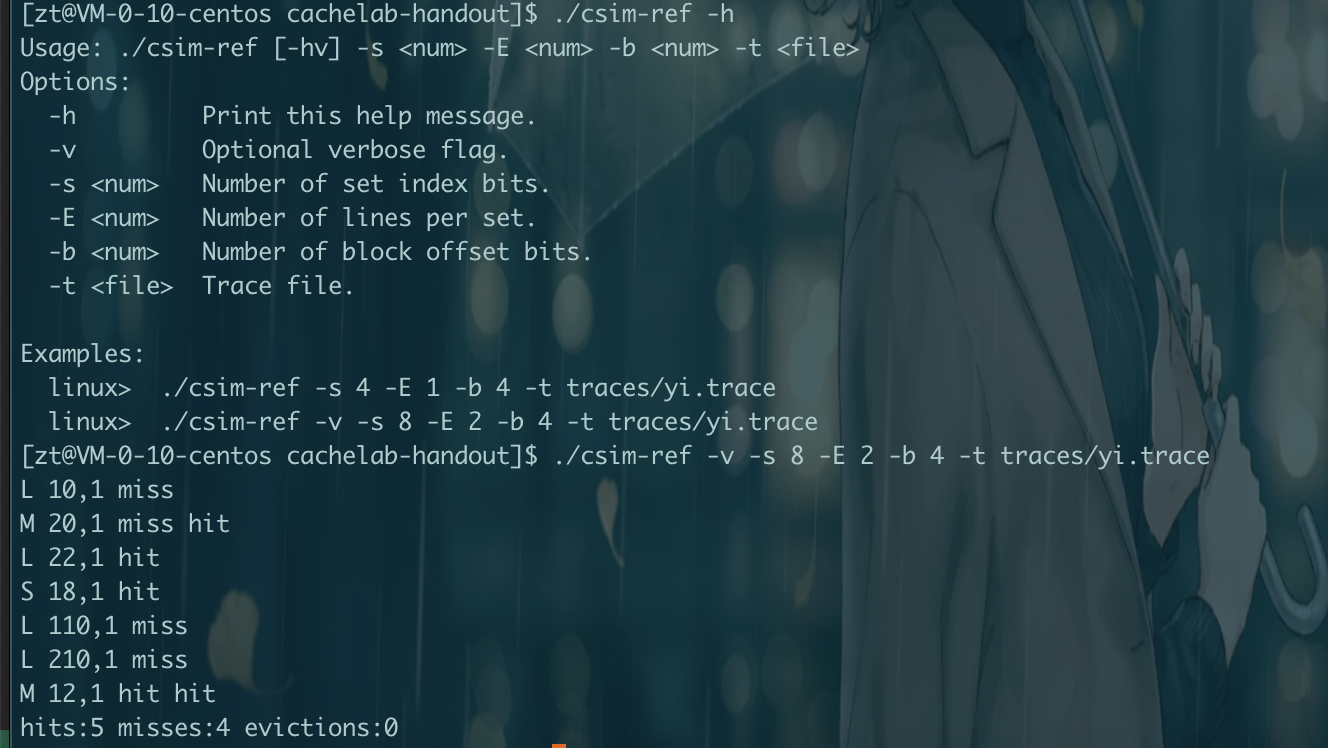 [zt@VM-0-10-centos cachelab-handout]$ ./csim-ref -h
Usage: ./csim-ref [-hv] -s <num> -E <num> -b <num> -t <file>
Options:
  -h         Print this help message.
  -v         Optional verbose flag.
  -s <num>   Number of set index bits.
  -E <num>   Number of lines per set.
  -b <num>   Number of block offset bits.
  -t <file>  Trace file.

Examples:
  linux>  ./csim-ref -s 4 -E 1 -b 4 -t traces/yi.trace
  linux>  ./csim-ref -v -s 8 -E 2 -b 4 -t traces/yi.trace
[zt@VM-0-10-centos cachelab-handout]$ ./csim-ref -v -s 8 -E 2 -b 4 -t traces/yi.trace
L 10,1 miss
M 20,1 miss hit
L 22,1 hit
S 18,1 hit
L 110,1 miss
L 210,1 miss
M 12,1 hit hit
hits:5 misses:4 evictions:0